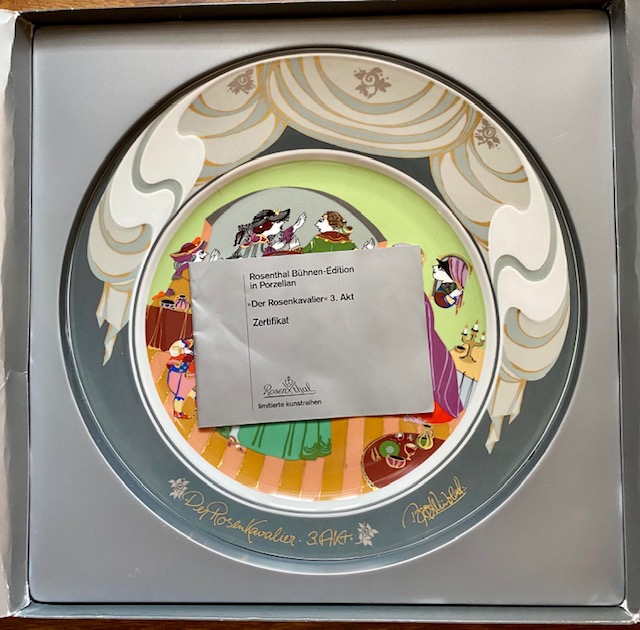 Rosenthal Bühnen-Edition
in Porzellan
»Der Rosenkavalier« 3. Akt
Zertifikat
Rosenthal
limitierte kunstreihen
Der Rosenkavalier · 3. Akt.